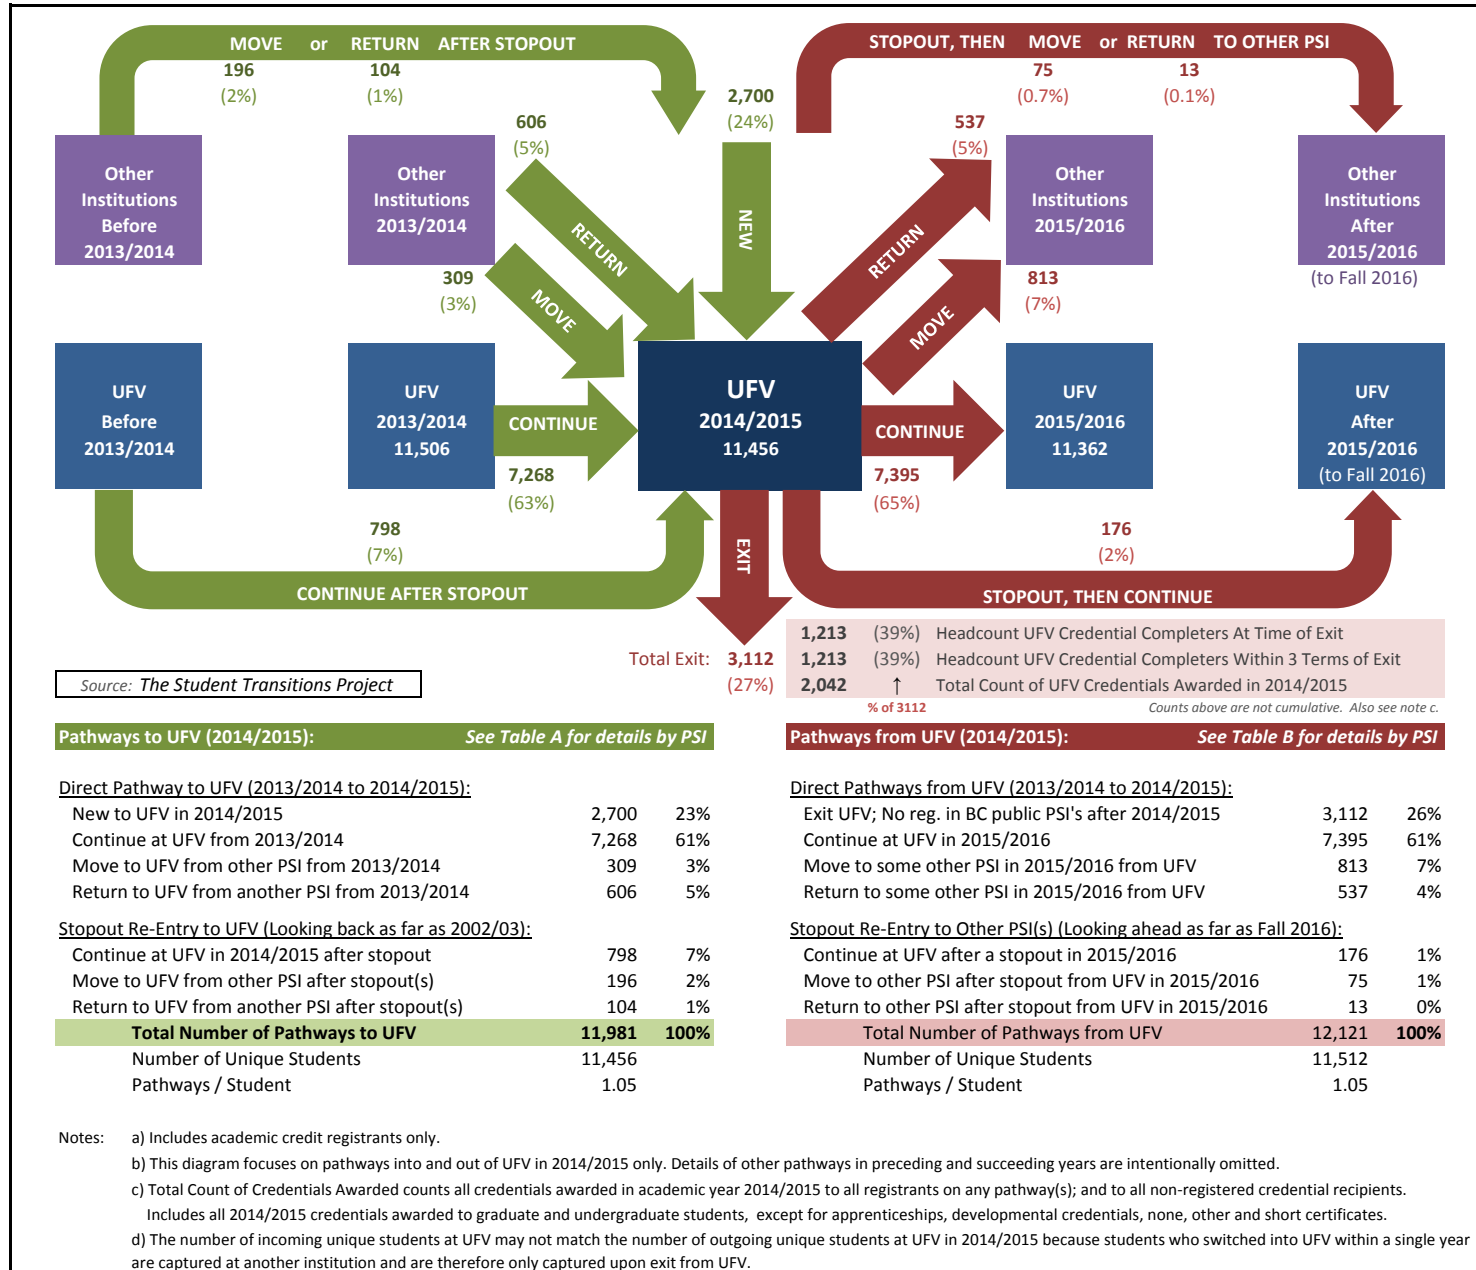 MOVE or RETURN AFTER STOPOUT
196 104
(2%) (1%)
STOPOUT, THEN MOVE or RETURN TO OTHER PSI
75 13
(0.7%) (0.1%)
2,700
(24%)
606
(5%)
537
(5%)
Other
Institutions
Before
2013/2014
Other
Institutions
2013/2014
Other
Institutions
2015/2016
Other
Institutions
After
2015/2016
(to Fall 2016)
RETURN
NEW
RETURN
309
(3%)
MOVE
813
(7%)
MOVE
UFV
Before
2013/2014
UFV
2013/2014
11,506
CONTINUE
7,268
(63%)
UFV
2014/2015
11,456
CONTINUE
7,395
(65%)
UFV
2015/2016
11,362
UFV
After
2015/2016
(to Fall 2016)
798
(7%)
CONTINUE AFTER STOPOUT
EXIT
176
(2%)
STOPOUT, THEN CONTINUE
Total Exit: 3,112
(27%)
1,213 (39%) Headcount UFV Credential Completers At Time of Exit
1,213 (39%) Headcount UFV Credential Completers Within 3 Terms of Exit
2,042 ↑ Total Count of UFV Credentials Awarded in 2014/2015
% of 3112 Counts above are not cumulative. Also see note c.
Source: The Student Transitions Project
Pathways to UFV (2014/2015): See Table A for details by PSI
Direct Pathway to UFV (2013/2014 to 2014/2015):
New to UFV in 2014/2015 2,700 23%
Continue at UFV from 2013/2014 7,268 61%
Move to UFV from other PSI from 2013/2014 309 3%
Return to UFV from another PSI from 2013/2014 606 5%
Stopout Re-Entry to UFV (Looking back as far as 2002/03):
Continue at UFV in 2014/2015 after stopout 798 7%
Move to UFV from other PSI after stopout(s) 196 2%
Return to UFV from another PSI after stopout(s) 104 1%
Total Number of Pathways to UFV 11,981 100%
Number of Unique Students 11,456
Pathways / Student 1.05
Pathways from UFV (2014/2015): See Table B for details by PSI
Direct Pathways from UFV (2013/2014 to 2014/2015):
Exit UFV; No reg. in BC public PSI's after 2014/2015 3,112 26%
Continue at UFV in 2015/2016 7,395 61%
Move to some other PSI in 2015/2016 from UFV 813 7%
Return to some other PSI in 2015/2016 from UFV 537 4%
Stopout Re-Entry to Other PSI(s) (Looking ahead as far as Fall 2016):
Continue at UFV after a stopout in 2015/2016 176 1%
Move to other PSI after stopout from UFV in 2015/2016 75 1%
Return to other PSI after stopout from UFV in 2015/2016 13 0%
Total Number of Pathways from UFV 12,121 100%
Number of Unique Students 11,512
Pathways / Student 1.05
Notes: a) Includes academic credit registrants only.
b) This diagram focuses on pathways into and out of UFV in 2014/2015 only. Details of other pathways in preceding and succeeding years are intentionally omitted.
c) Total Count of Credentials Awarded counts all credentials awarded in academic year 2014/2015 to all registrants on any pathway(s); and to all non-registered credential recipients.
Includes all 2014/2015 credentials awarded to graduate and undergraduate students, except for apprenticeships, developmental credentials, none, other and short certificates.
d) The number of incoming unique students at UFV may not match the number of outgoing unique students at UFV in 2014/2015 because students who switched into UFV within a single year
are captured at another institution and are therefore only captured upon exit from UFV.